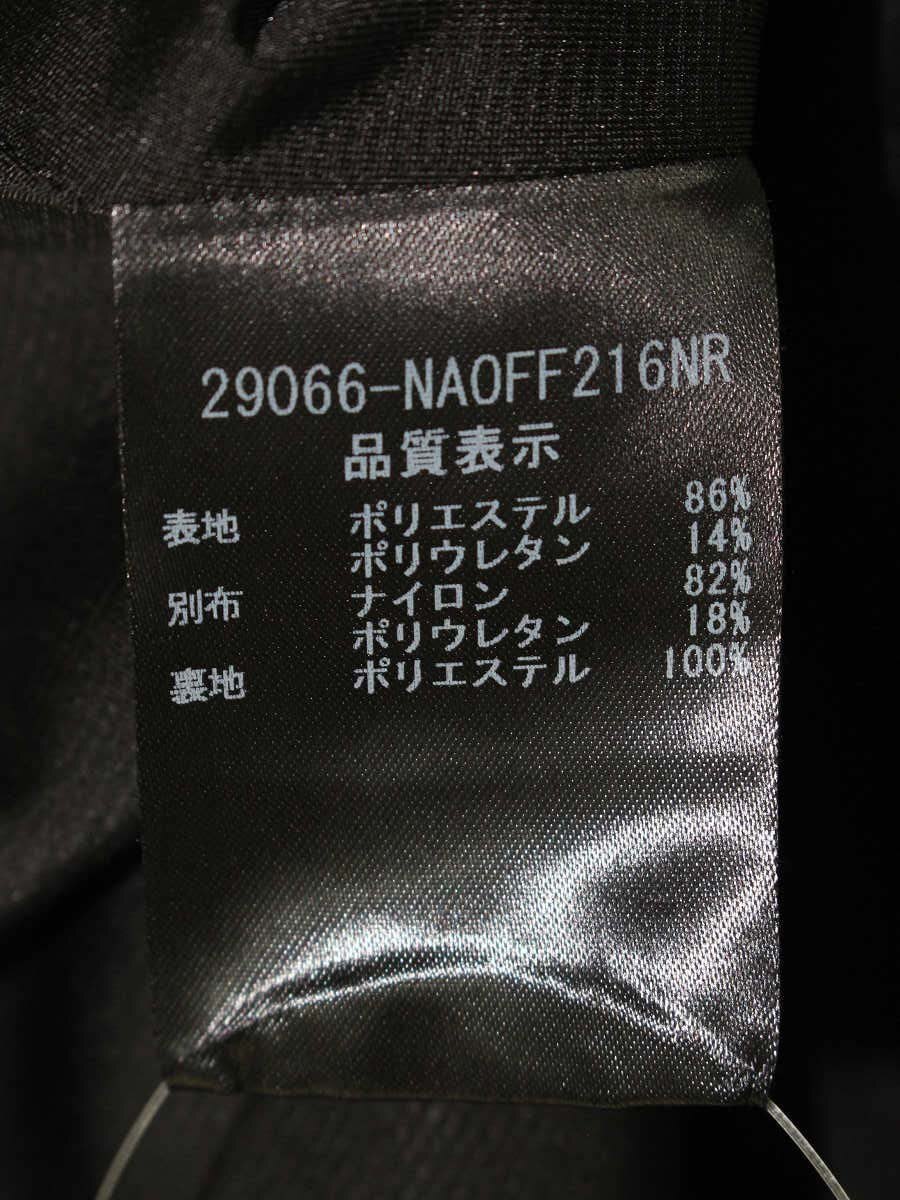 29066-NA0FF216NR
品質表示
表地 ポリエステル 86%
ポリウレタン 14%
別布 ナイロン 82%
ポリウレタン 18%
裏地 ポリエステル 100%